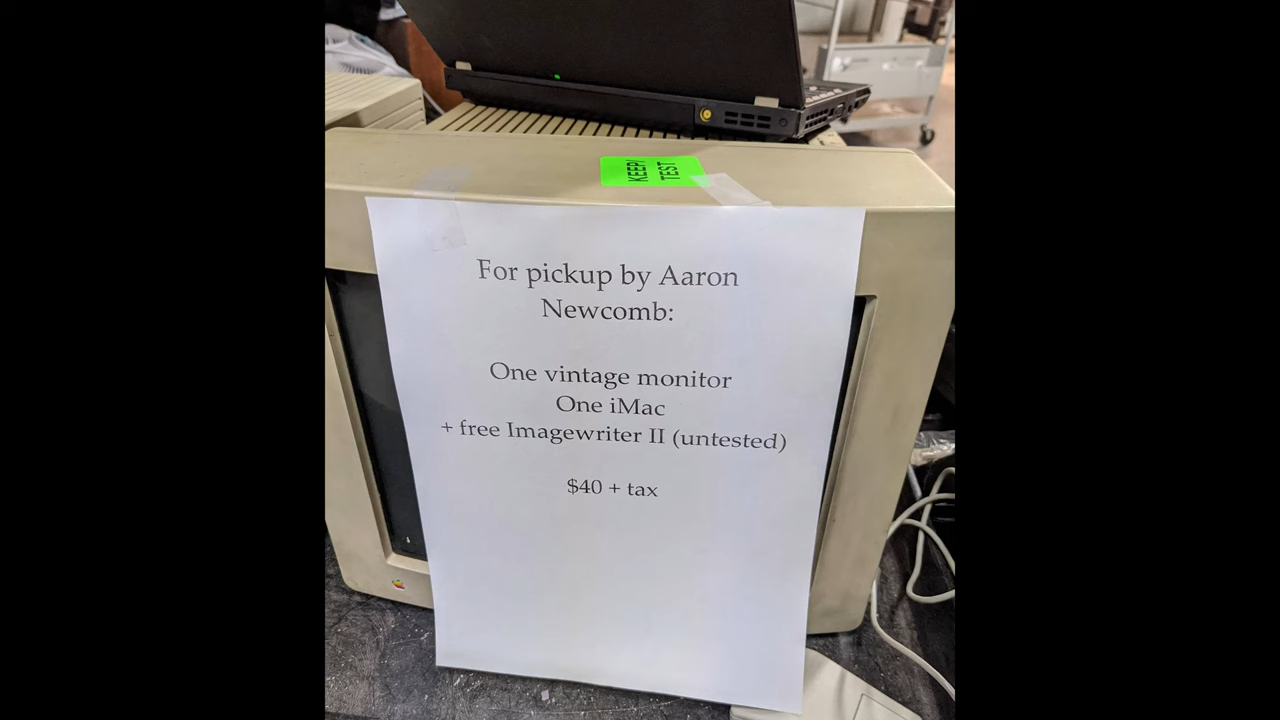 KEEP/
TEST
For pickup by Aaron
Newcomb:
One vintage monitor
One iMac
+ free Imagewriter II (untested)
$40 + tax